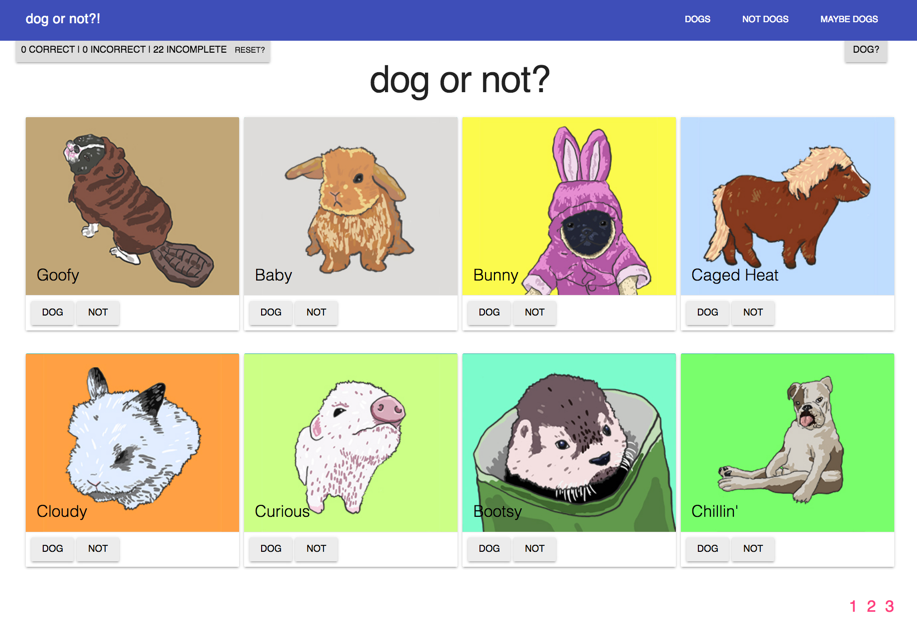 dog or not?! DOGS NOT DOGS MAYBE DOGS
0 CORRECT | 0 INCORRECT | 22 INCOMPLETE RESET? DOG?
dog or not?
Goofy Baby Bunny Caged Heat
DOG NOT DOG NOT DOG NOT DOG NOT
Cloudy Curious Bootsy Chillin'
DOG NOT DOG NOT DOG NOT DOG NOT
1 2 3